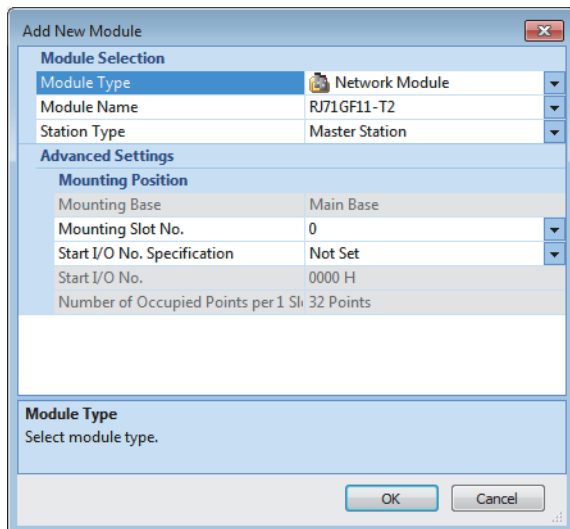 Add New Module
Module Selection
Module Type Network Module
Module Name RJ71GF11-T2
Station Type Master Station
Advanced Settings
Mounting Position
Mounting Base Main Base
Mounting Slot No. 0
Start I/O No. Specification Not Set
Start I/O No. 0000 H
Number of Occupied Points per 1 Sl 32 Points
Module Type
Select module type.
OK Cancel